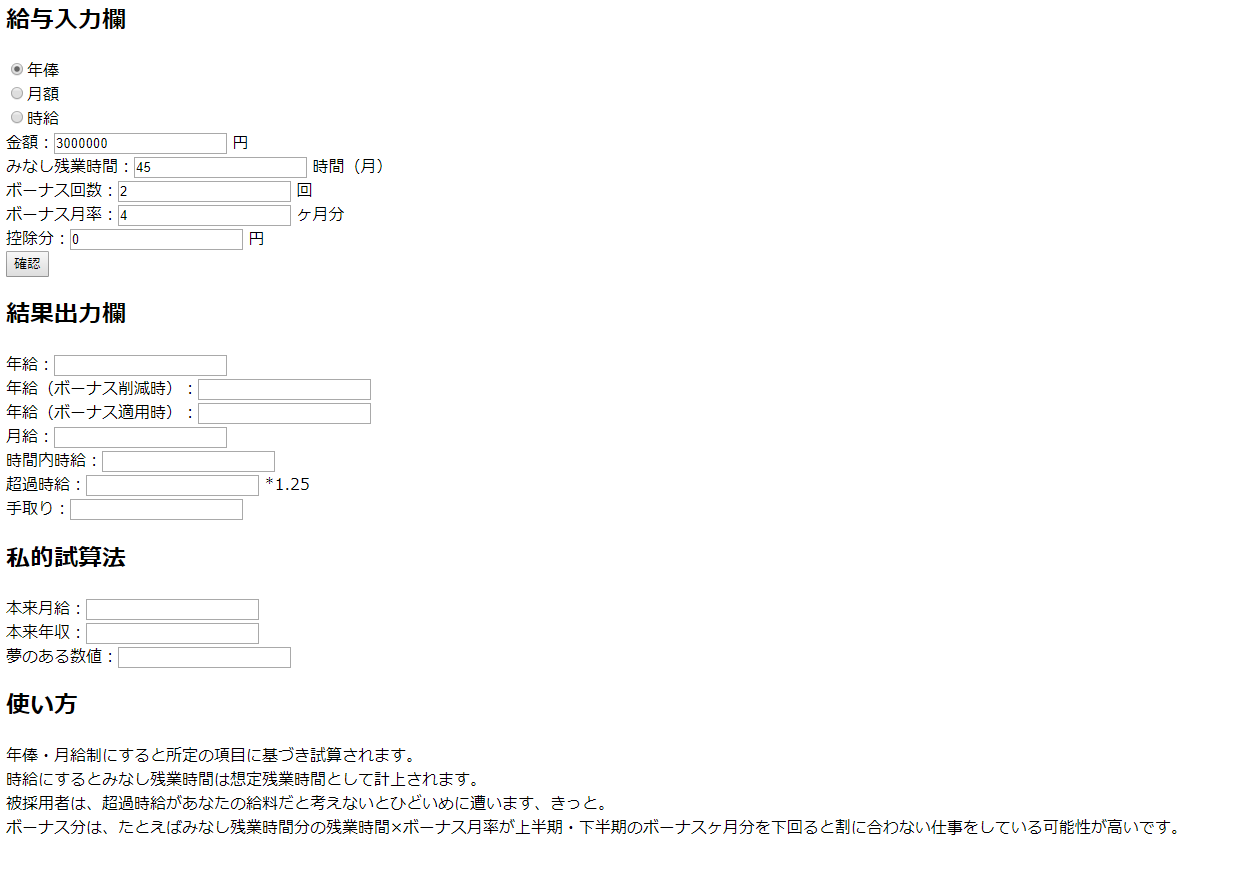 給与入力欄
年俸
月額
時給
金額：3000000 円
みなし残業時間：45 時間（月）
ボーナス回数：2 回
ボーナス月率：4 ヶ月分
控除分：0 円
確認
結果出力欄
年給：
年給（ボーナス削減時）：
年給（ボーナス適用時）：
月給：
時間内時給：
超過時給： *1.25
手取り：
私的試算法
本来月給：
本来年収：
夢のある数値：
使い方
年俸・月給制にすると所定の項目に基づき試算されます。
時給にするとみなし残業時間は想定残業時間として計上されます。
被採用者は、超過時給があなたの給料だと考えないとひどいめに遭います、きっと。
ボーナス分は、たとえばみなし残業時間分の残業時間×ボーナス月率が上半期・下半期のボーナスヶ月分を下回ると割に合わない仕事をしている可能性が高いです。